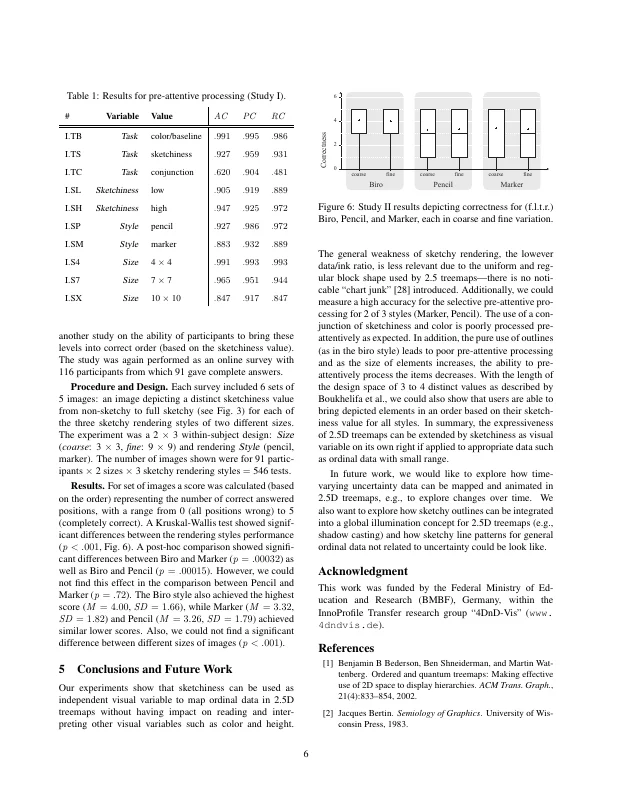 Table 1: Results for pre-attentive processing (Study I).
# Variable Value AC PC RC
I.TB Task color/baseline .991 .995 .986
I.TS Task sketchiness .927 .959 .931
I.TC Task conjunction .620 .904 .481
I.SL Sketchiness low .905 .919 .889
I.SH Sketchiness high .947 .925 .972
I.SP Style pencil .927 .986 .972
I.SM Style marker .883 .932 .889
I.S4 Size 4 × 4 .991 .993 .993
I.S7 Size 7 × 7 .965 .951 .944
I.SX Size 10 × 10 .847 .917 .847
another study on the ability of participants to bring these
levels into correct order (based on the sketchiness value).
The study was again performed as an online survey with
116 participants from which 91 gave complete answers.
Procedure and Design. Each survey included 6 sets of
5 images: an image depicting a distinct sketchiness value
from non-sketchy to full sketchy (see Fig. 3) for each of
the three sketchy rendering styles of two different sizes.
The experiment was a 2 × 3 within-subject design: Size
(coarse: 3 × 3, fine: 9 × 9) and rendering Style (pencil,
marker). The number of images shown were for 91 partic-
ipants × 2 sizes × 3 sketchy rendering styles = 546 tests.
Results. For set of images a score was calculated (based
on the order) representing the number of correct answered
positions, with a range from 0 (all positions wrong) to 5
(completely correct). A Kruskal-Wallis test showed signif-
icant differences between the rendering styles performance
(p < .001, Fig. 6). A post-hoc comparison showed signifi-
cant differences between Biro and Marker (p = .00032) as
well as Biro and Pencil (p = .00015). However, we could
not find this effect in the comparison between Pencil and
Marker (p = .72). The Biro style also achieved the highest
score (M = 4.00, SD = 1.66), while Marker (M = 3.32,
SD = 1.82) and Pencil (M = 3.26, SD = 1.79) achieved
similar lower scores. Also, we could not find a significant
difference between different sizes of images (p < .001).
5 Conclusions and Future Work
Our experiments show that sketchiness can be used as
independent visual variable to map ordinal data in 2.5D
treemaps without having impact on reading and inter-
preting other visual variables such as color and height.
6
4
2
0
Correctness
coarse fine coarse fine coarse fine
Biro Pencil Marker
Figure 6: Study II results depicting correctness for (f.l.t.r.)
Biro, Pencil, and Marker, each in coarse and fine variation.
The general weakness of sketchy rendering, the lowever
data/ink ratio, is less relevant due to the uniform and reg-
ular block shape used by 2.5 treemaps—there is no noti-
cable “chart junk” [28] introduced. Additionally, we could
measure a high accuracy for the selective pre-attentive pro-
cessing for 2 of 3 styles (Marker, Pencil). The use of a con-
junction of sketchiness and color is poorly processed pre-
attentively as expected. In addition, the pure use of outlines
(as in the biro style) leads to poor pre-attentive processing
and as the size of elements increases, the ability to pre-
attentively process the items decreases. With the length of
the design space of 3 to 4 distinct values as described by
Boukhelifa et al., we could also show that users are able to
bring depicted elements in an order based on their sketch-
iness value for all styles. In summary, the expressiveness
of 2.5D treemaps can be extended by sketchiness as visual
variable on its own right if applied to appropriate data such
as ordinal data with small range.
In future work, we would like to explore how time-
varying uncertainty data can be mapped and animated in
2.5D treemaps, e.g., to explore changes over time. We
also want to explore how sketchy outlines can be integrated
into a global illumination concept for 2.5D treemaps (e.g.,
shadow casting) and how sketchy line patterns for general
ordinal data not related to uncertainty could be look like.
Acknowledgment
This work was funded by the Federal Ministry of Ed-
ucation and Research (BMBF), Germany, within the
InnoProfile Transfer research group “4DnD-Vis” (www.
4dndvis.de).
References
[1] Benjamin B Bederson, Ben Shneiderman, and Martin Wat-
tenberg. Ordered and quantum treemaps: Making effective
use of 2D space to display hierarchies. ACM Trans. Graph.,
21(4):833–854, 2002.
[2] Jacques Bertin. Semiology of Graphics. University of Wis-
consin Press, 1983.
6